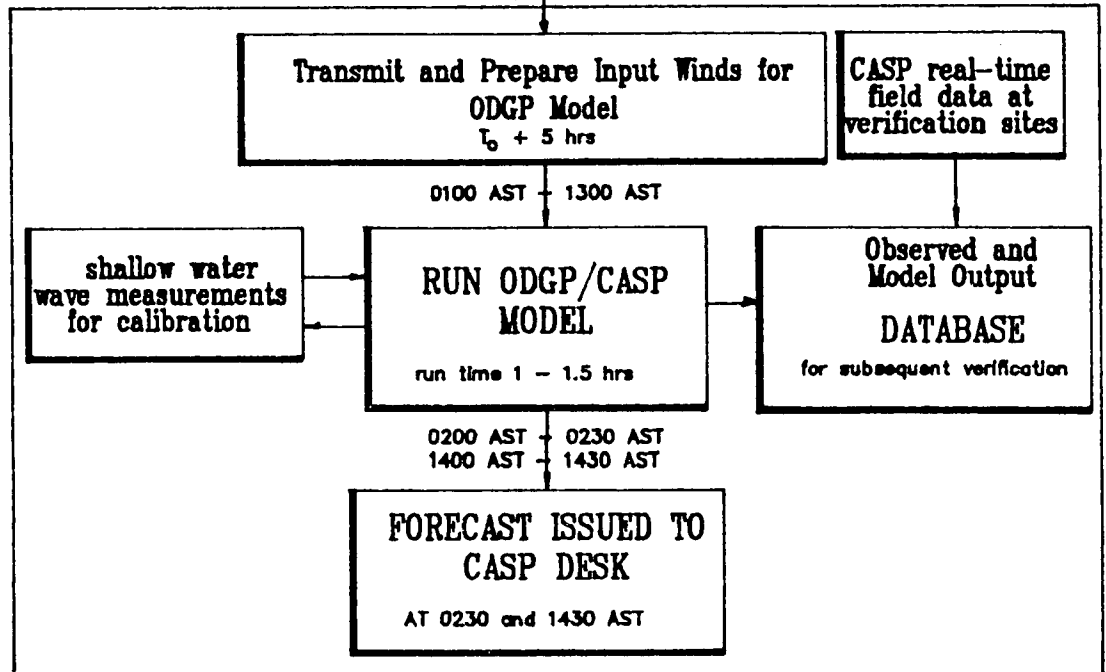 Transmit and Prepare Input Winds for
ODGP Model
T₀ + 5 hrs
CASP real-time
field data at
verification sites
0100 AST - 1300 AST
shallow water
wave measurements
for calibration
RUN ODGP/CASP
MODEL
run time 1 - 1.5 hrs
Observed and
Model Output
DATABASE
for subsequent verification
0200 AST - 0230 AST
1400 AST - 1430 AST
FORECAST ISSUED TO
CASP DESK
AT 0230 and 1430 AST